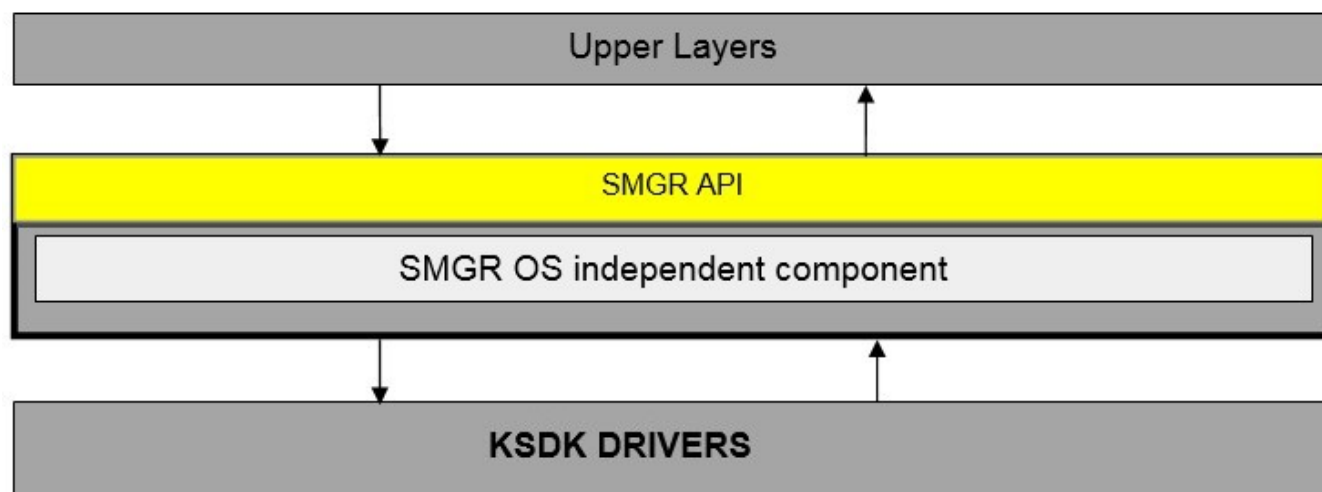 Upper Layers
SMGR API
SMGR OS independent component
KSDK DRIVERS